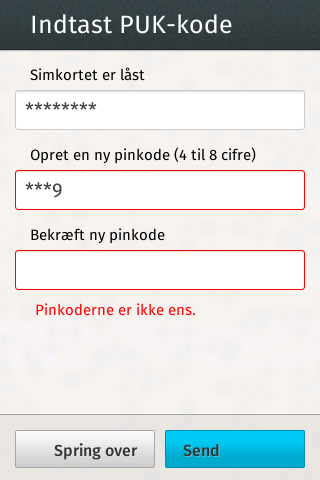 Indtast PUK-kode
Simkortet er låst
********
Opret en ny pinkode (4 til 8 cifre)
***9
Bekræft ny pinkode
Pinkoderne er ikke ens.
Spring over
Send